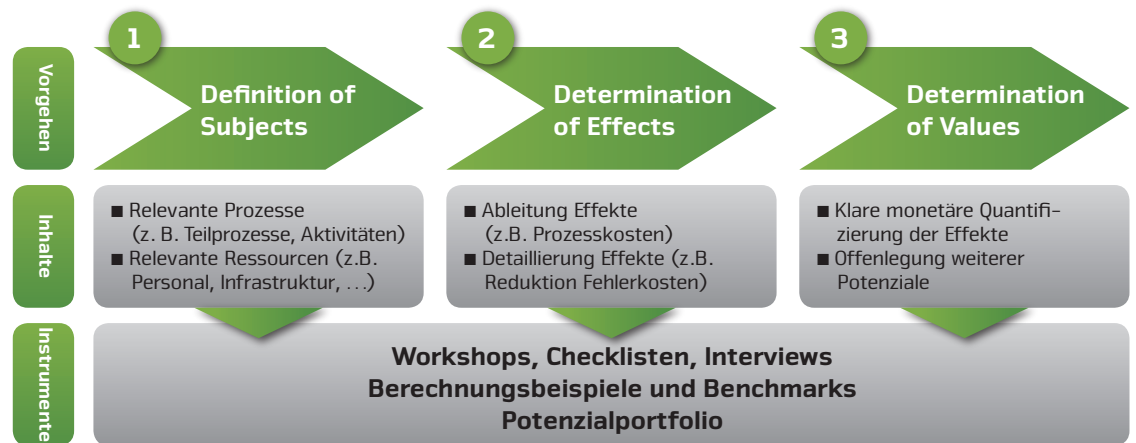 1
2
3
Vorgehen
Definition of
Subjects
Determination
of Effects
Determination
of Values
Inhalte
■ Relevante Prozesse
(z. B. Teilprozesse, Aktivitäten)
■ Relevante Ressourcen (z.B.
Personal, Infrastruktur, …)
■ Ableitung Effekte
(z.B. Prozesskosten)
■ Detaillierung Effekte (z.B.
Reduktion Fehlerkosten)
■ Klare monetäre Quantifi-
zierung der Effekte
■ Offenlegung weiterer
Potenziale
Instrumente
Workshops, Checklisten, Interviews
Berechnungsbeispiele und Benchmarks
Potenzialportfolio